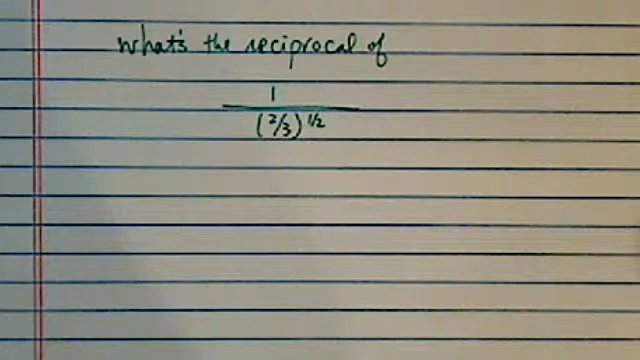 what's the reciprocal of
1
(2/3)^1/2